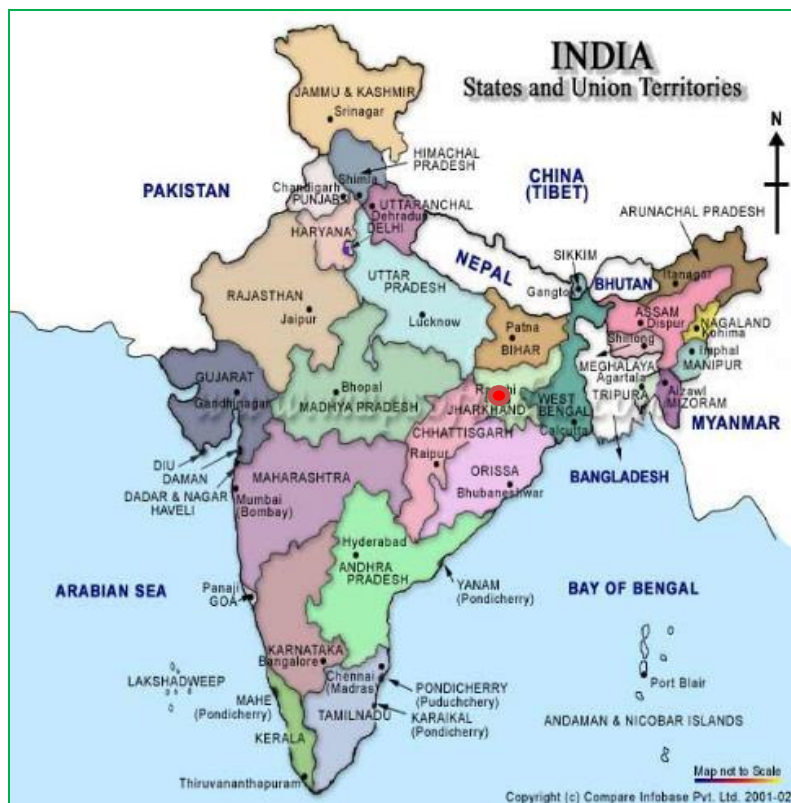 INDIA
States and Union Territories
N
JAMMU & KASHMIR
Srinagar
HIMACHAL
PRADESH
PAKISTAN
Shimla
CHINA
(TIBET)
Chandigarh
PUNJAB
UTTARANCHAL
Dehradun
ARUNACHAL PRADESH
HARYANA
DELHI
SIKKIM
NEPAL
BHUTAN
Itanagar
UTTAR
PRADESH
Gangto
RAJASTHAN
Jaipur
Lucknow
ASSAM
Dispur
NAGALAND
Kohima
Patna
BIHAR
Shillong
Imphal
MANIPUR
MEGHALAYA
GUJARAT
Gandhinagar
Bhopal
MADHYA PRADESH
JHARKHAND
WEST
BENGAL
Calcutta
Agartala
TRIPURA
Aizawl
MIZORAM
MYANMAR
CHHATTISGARH
Raipur
DIU
DAMAN
DADAR & NAGAR
HAVELI
MAHARASHTRA
ORISSA
Bhubaneshwar
BANGLADESH
Mumbai
(Bombay)
Hyderabad
ANDHRA
PRADESH
ARABIAN SEA
Panaji
GOA
YANAM
(Pondicherry)
BAY OF BENGAL
KARNATAKA
Bangalore
LAKSHADWEEP
Chennai
(Madras)
PONDICHERRY
(Puduchchery)
Port Blair
MAHE
(Pondicherry)
TAMILNADU
KARAIKAL
(Pondicherry)
ANDAMAN & NICOBAR ISLANDS
KERALA
Thiruvananthapuram
Map not to Scale
Copyright (c) Compare Infobase Pvt. Ltd. 2001-02